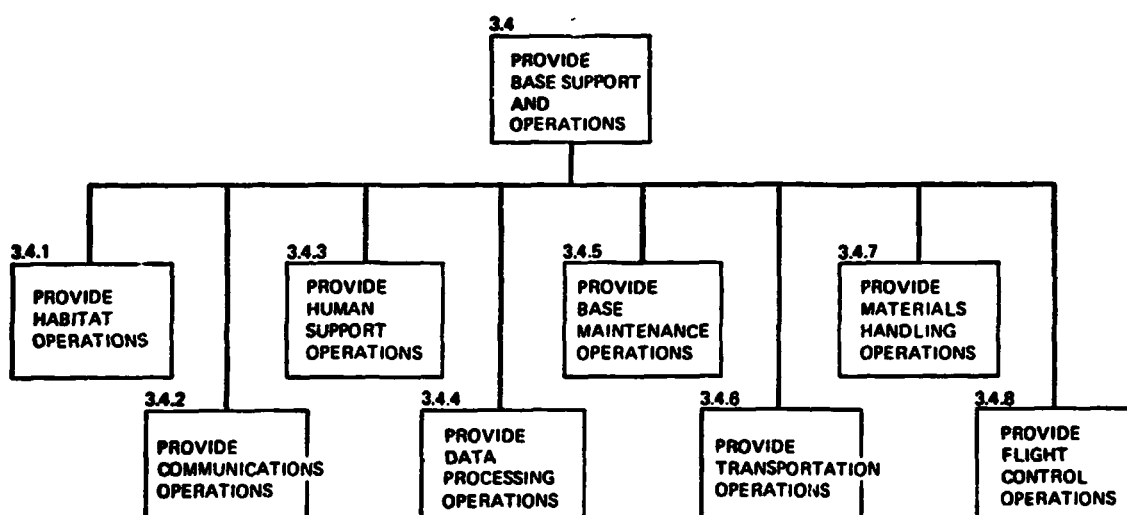 3.4
PROVIDE
BASE SUPPORT
AND
OPERATIONS
3.4.1
PROVIDE
HABITAT
OPERATIONS
3.4.3
PROVIDE
HUMAN
SUPPORT
OPERATIONS
3.4.5
PROVIDE
BASE
MAINTENANCE
OPERATIONS
3.4.7
PROVIDE
MATERIALS
HANDLING
OPERATIONS
3.4.2
PROVIDE
COMMUNICATIONS
OPERATIONS
3.4.4
PROVIDE
DATA
PROCESSING
OPERATIONS
3.4.6
PROVIDE
TRANSPORTATION
OPERATIONS
3.4.8
PROVIDE
FLIGHT
CONTROL
OPERATIONS